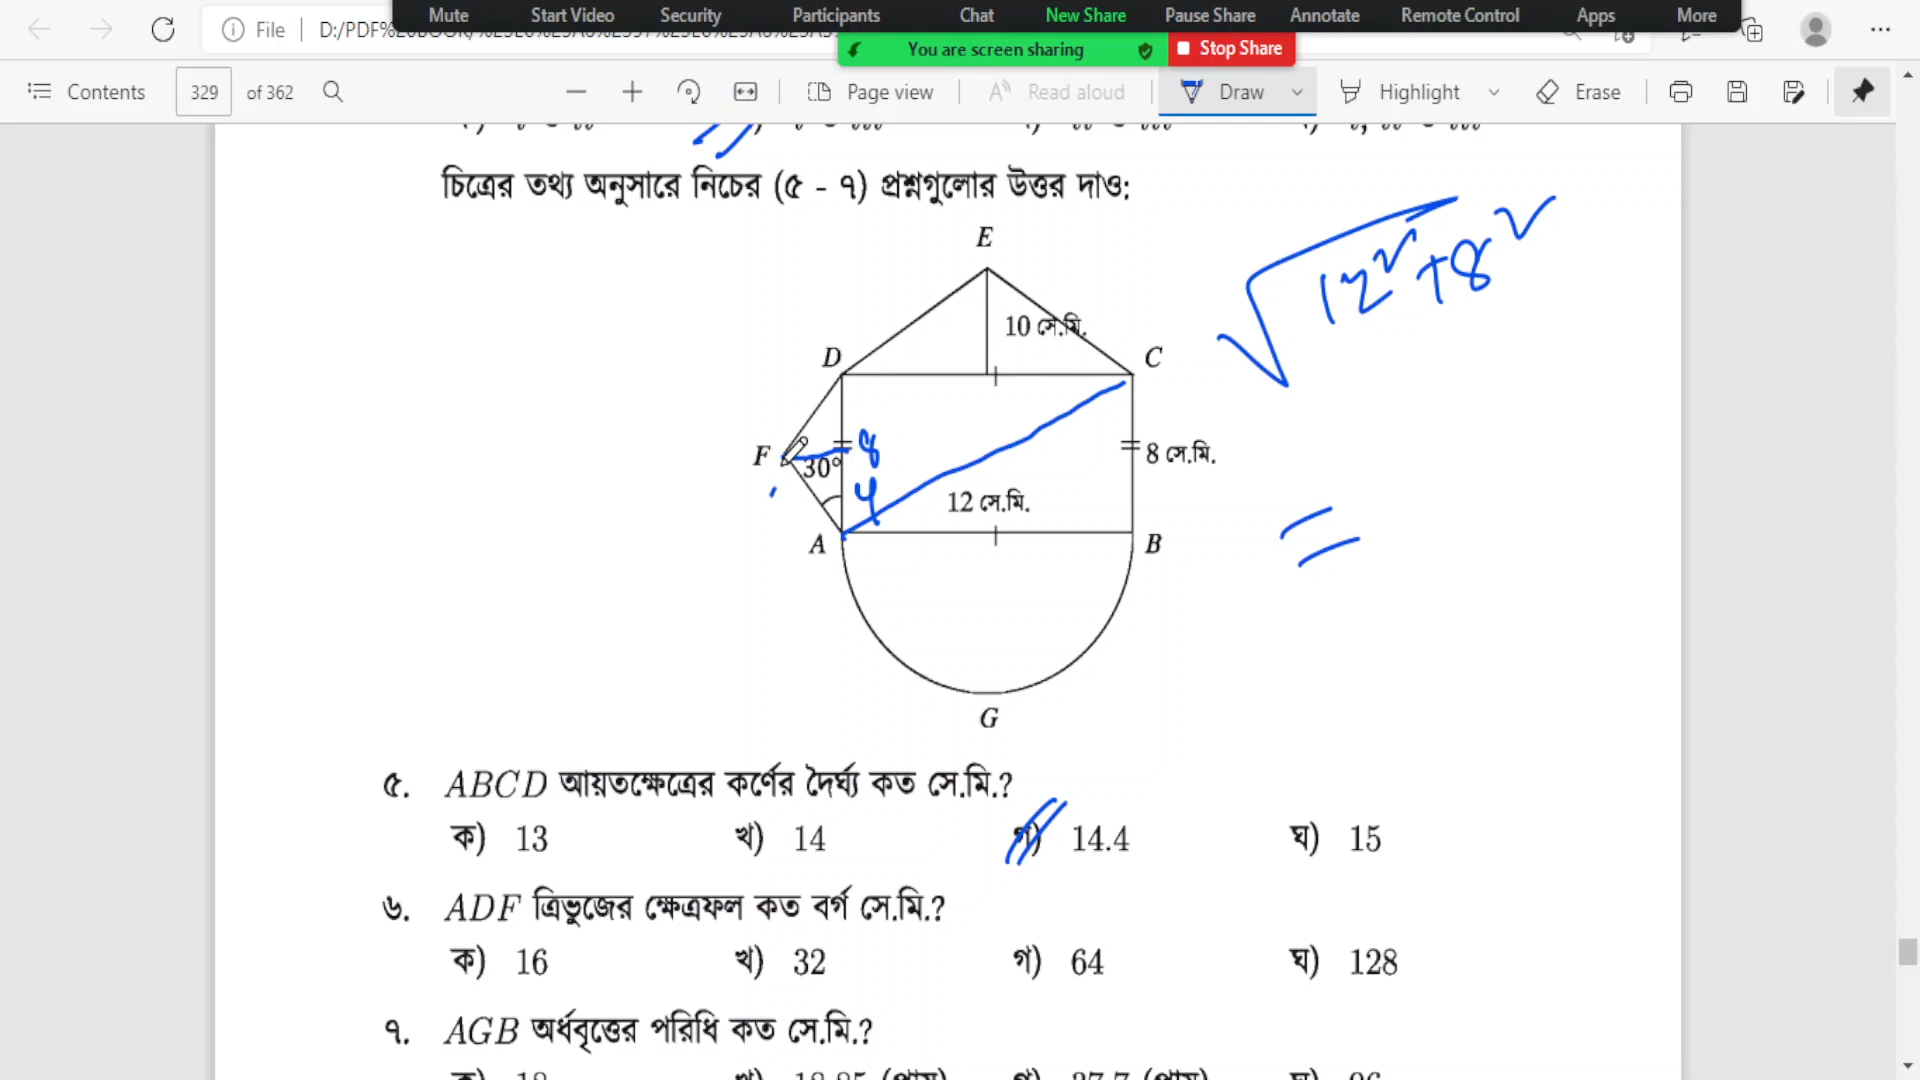 Mute Start Video Security Participants Chat New Share Pause Share Annotate Remote Control Apps More
File
You are screen sharing Stop Share
Contents 329 of 362 Page view Read aloud Draw Highlight Erase
চিত্রের তথ্য অনুসারে নিচের (৫ - ৭) প্রশ্নগুলোর উত্তর দাও:
E
√12²+8²
10 সে.মি.
D C
8
F 30° 8 সে.মি.
4 12 সে.মি.
=
A B
G
৫. ABCD আয়তক্ষেত্রের কর্ণের দৈর্ঘ্য কত সে.মি.?
ক) 13 খ) 14 গ) 14.4 ঘ) 15
৬. ADF ত্রিভুজের ক্ষেত্রফল কত বর্গ সে.মি.?
ক) 16 খ) 32 গ) 64 ঘ) 128
৭. AGB অর্ধবৃত্তের পরিধি কত সে.মি.?